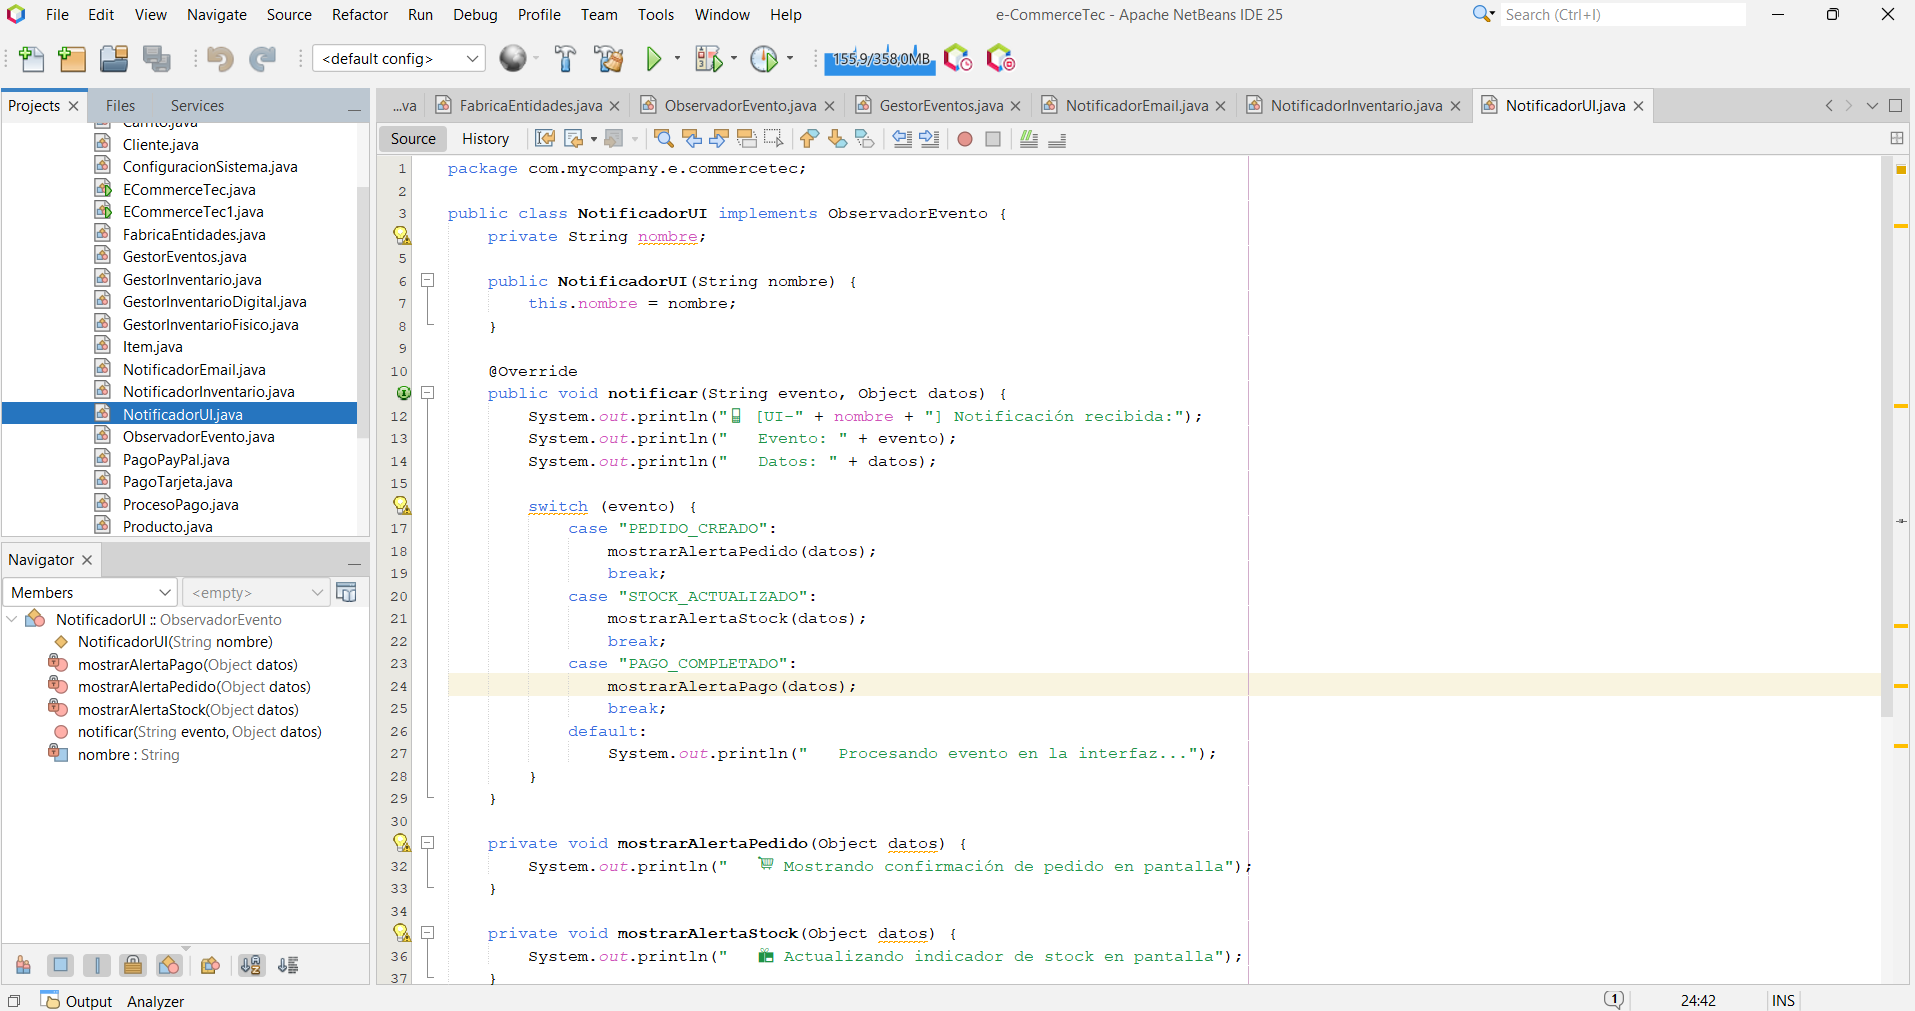 File Edit View Navigate Source Refactor Run Debug Profile Team Tools Window Help
e-CommerceTec - Apache NetBeans IDE 25
Search (Ctrl+I)
<default config>
155,9/358,0MB
Projects Files Services
Carrito.java
Cliente.java
ConfiguracionSistema.java
ECommerceTec.java
ECommerceTec1.java
FabricaEntidades.java
GestorEventos.java
GestorInventario.java
GestorInventarioDigital.java
GestorInventarioFisico.java
Item.java
NotificadorEmail.java
NotificadorInventario.java
NotificadorUI.java
ObservadorEvento.java
PagoPayPal.java
PagoTarjeta.java
ProcesoPago.java
Producto.java
Navigator
Members
<empty>
NotificadorUI :: ObservadorEvento
NotificadorUI(String nombre)
mostrarAlertaPago(Object datos)
mostrarAlertaPedido(Object datos)
mostrarAlertaStock(Object datos)
notificar(String evento, Object datos)
nombre : String
...va FabricaEntidades.java ObservadorEvento.java GestorEventos.java NotificadorEmail.java NotificadorInventario.java NotificadorUI.java
Source History
1 package com.mycompany.e.commercetec;
2
3 public class NotificadorUI implements ObservadorEvento {
private String nombre;
5
6 public NotificadorUI(String nombre) {
7 this.nombre = nombre;
8 }
9
10 @Override
public void notificar(String evento, Object datos) {
12 System.out.println("📱 [UI-" + nombre + "] Notificación recibida:");
13 System.out.println("   Evento: " + evento);
14 System.out.println("   Datos: " + datos);
15
switch (evento) {
17 case "PEDIDO_CREADO":
18 mostrarAlertaPedido(datos);
19 break;
20 case "STOCK_ACTUALIZADO":
21 mostrarAlertaStock(datos);
22 break;
23 case "PAGO_COMPLETADO":
24 mostrarAlertaPago(datos);
25 break;
26 default:
27 System.out.println("   Procesando evento en la interfaz...");
28 }
29 }
30
private void mostrarAlertaPedido(Object datos) {
32 System.out.println("   🛒 Mostrando confirmación de pedido en pantalla");
33 }
34
private void mostrarAlertaStock(Object datos) {
36 System.out.println("   🎁 Actualizando indicador de stock en pantalla");
37 }
Output Analyzer
1
24:42
INS